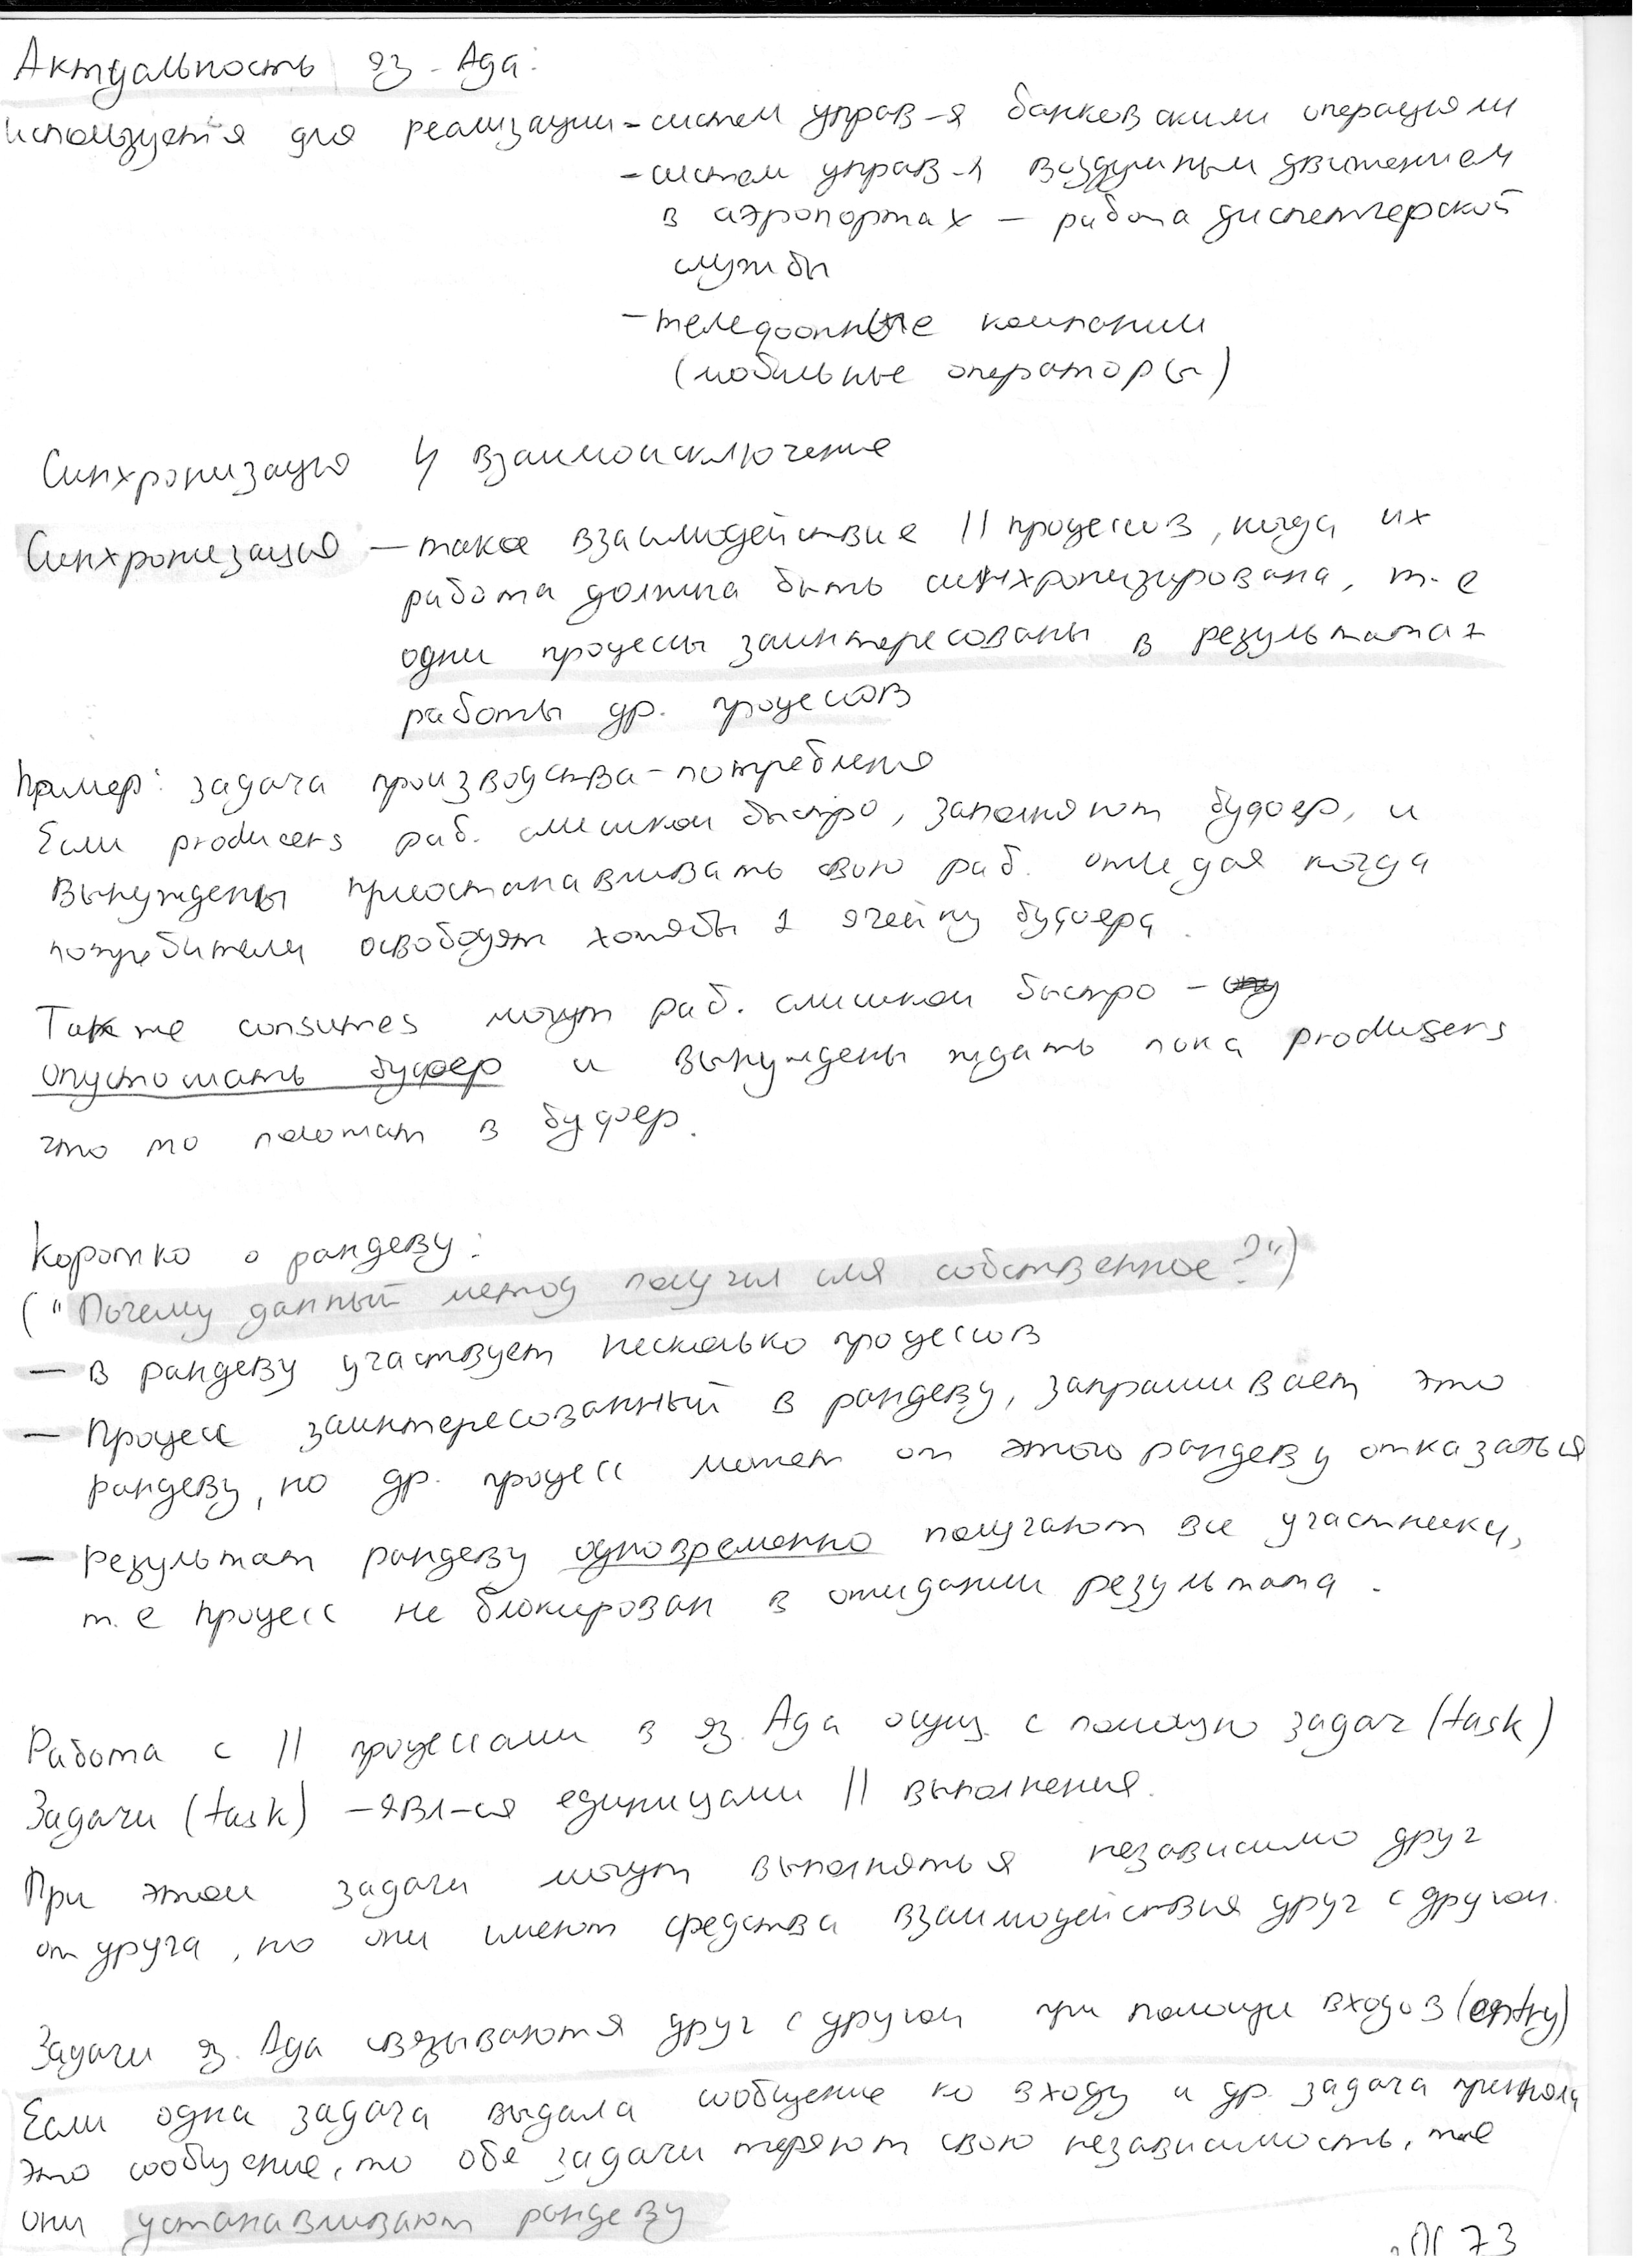 Актуальность яз. Ада:
используется для реализации - систем управ-я банковскими операциями
- систем управ-я воздушным движением
в аэропортах – работа диспетчерской
службы
- телефонные компании
(мобильные операторы)
Синхронизация и взаимоисключение
Синхронизация – такое взаимодействие || процессов, когда их
работа должна быть синхронизирована, т.е
одни процессы заинтересованы в результатах
работы др. процессов
Пример: задача производства-потребления
Если producers раб. слишком быстро, заполняют буфер, и
вынуждены приостанавливать свою раб. ожидая когда
потребители освободят хотябы 1 ячейку буфера.
Также consumes могут раб. слишком быстро –
опустошать буфер и вынуждены ждать пока producers
что то положат в буфер.
Коротко о рандеву:
("Почему данный метод получил имя собственное?")
– в рандеву участвует несколько процессов
– Процесс заинтересованный в рандеву, запрашивает это
рандеву, но др. процесс может от этого рандеву отказаться
– результат рандеву одновременно получают все участники,
т.е процесс не блокирован в ожидании результата.
Работа с || процессами в яз. Ада осущ. с помощью задач (task)
Задачи (task) – явл-ся единицами || выполнения.
При этом задачи могут выполняться независимо друг
от друга, но они имеют средства взаимодействия друг с другом.
Задачи яз. Ада связываются друг с другом при помощи входов (entry)
Если одна задача выдала сообщение ко входу и др. задача приняла
это сообщение, то обе задачи теряют свою независимость, т.е
они устанавливают рандеву
73